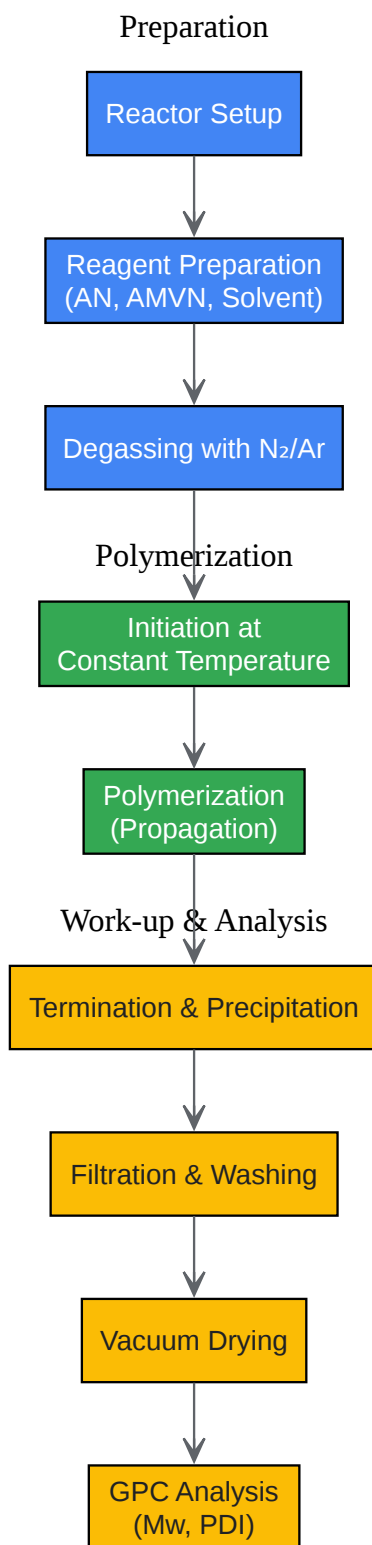 Preparation
Reactor Setup
Reagent Preparation
(AN, AMVN, Solvent)
Degassing with N₂/Ar
Polymerization
Initiation at
Constant Temperature
Polymerization
(Propagation)
Work-up & Analysis
Termination & Precipitation
Filtration & Washing
Vacuum Drying
GPC Analysis
(Mw, PDI)